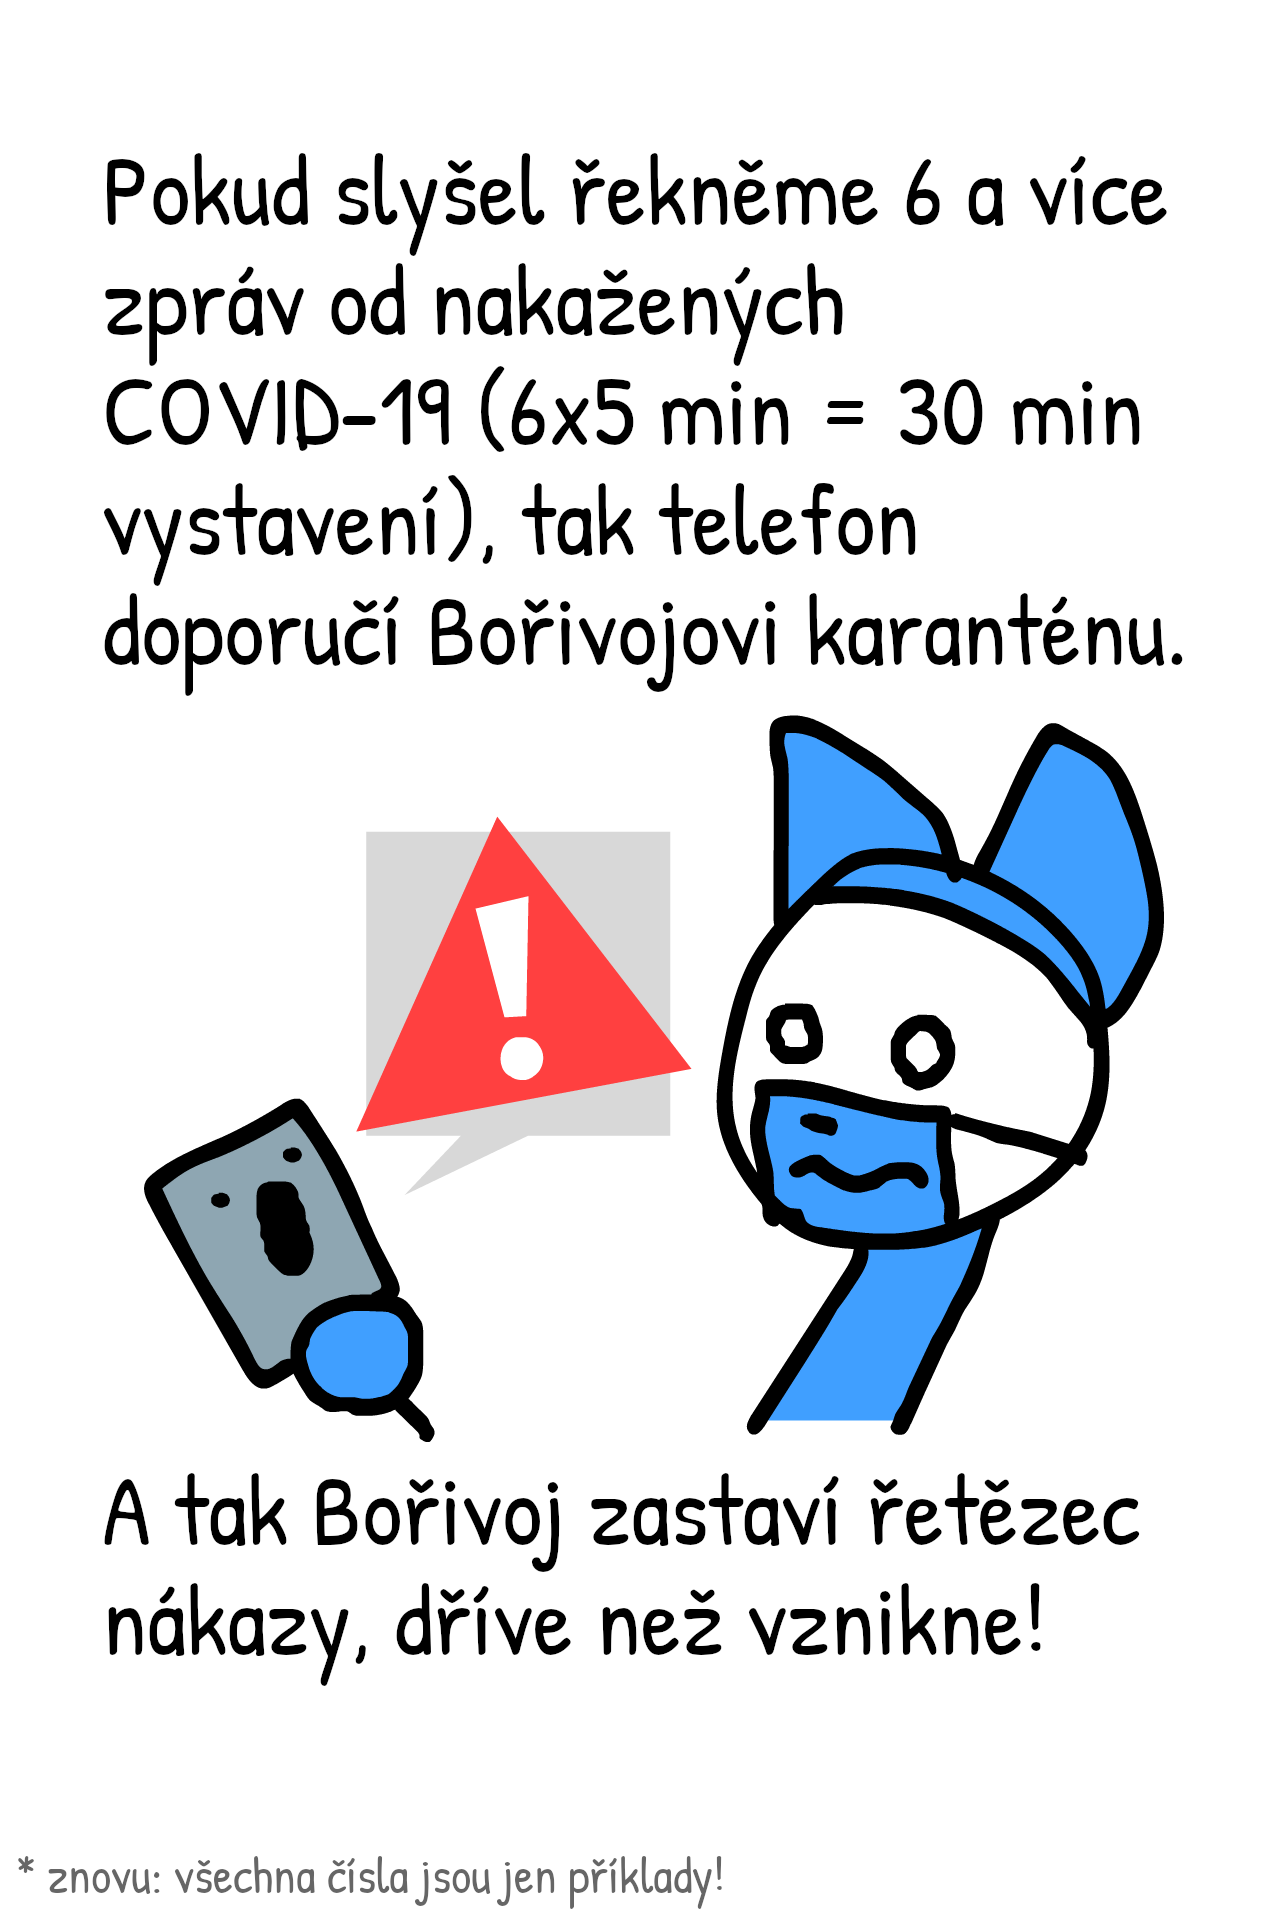 Pokud slyšel řekněme 6 a více
zpráv od nakažených
COVID-19 (6x5 min = 30 min
vystavení), tak telefon
doporučí Bořivojovi karanténu.
!
A tak Bořivoj zastaví řetězec
nákazy, dříve než vznikne!
* znovu: všechna čísla jsou jen příklady!